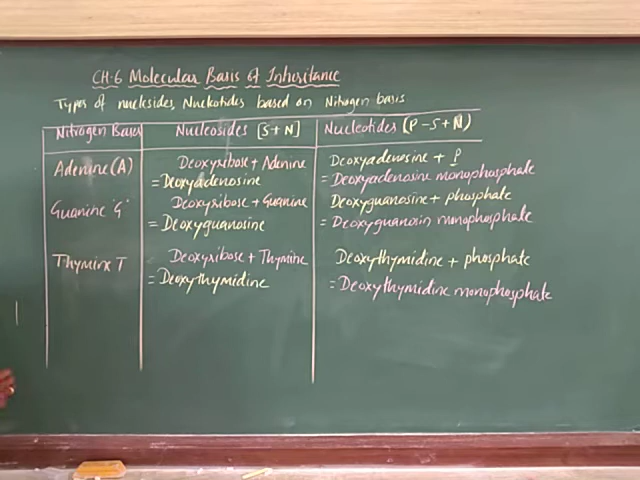 CH-6 Molecular Basis of Inheritance
Types of nucleosides, Nucleotides based on Nitrogen basis
Nitrogen Bases Nucleosides [S+N] Nucleotides (P-S+N)
Adenine (A) Deoxyribose + Adenine Deoxyadenosine + P
= Deoxyadenosine = Deoxyadenosine monophosphate
Guanine 'G' Deoxyribose + Guanine Deoxyguanosine + phosphate
= Deoxyguanosine = Deoxyguanosin monophosphate
Thymine T Deoxyribose + Thymine Deoxythymidine + phosphate
= Deoxythymidine = Deoxythymidine monophosphate